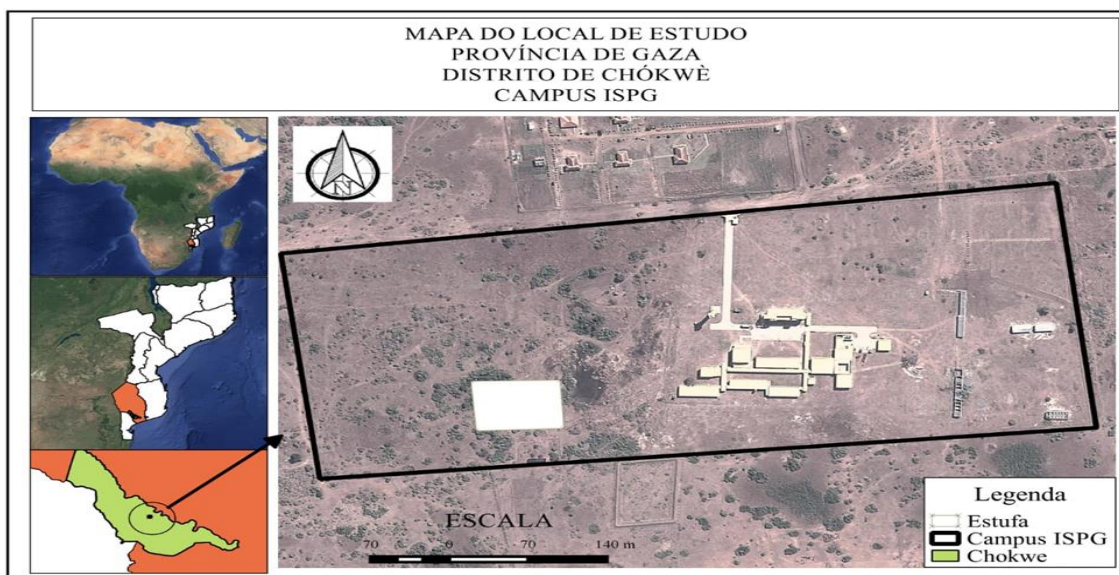 MAPA DO LOCAL DE ESTUDO
PROVÍNCIA DE GAZA
DISTRITO DE CHÓKWÈ
CAMPUS ISPG
N
ESCALA
70 0 70 140 m
Legenda
Estufa
Campus ISPG
Chokwe